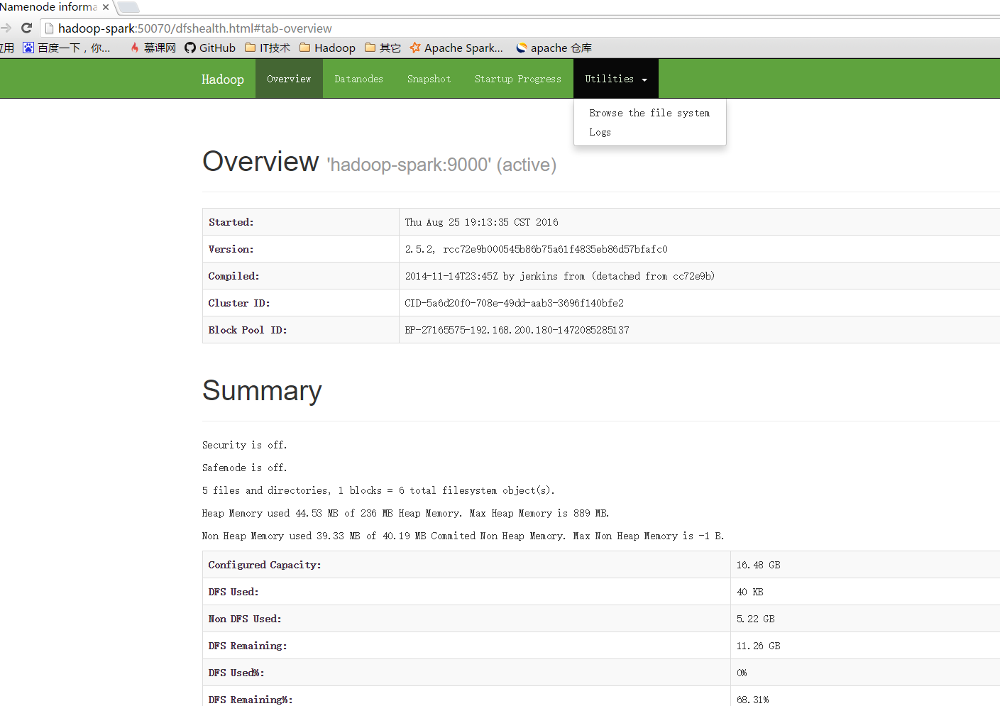 Namenode informa
hadoop-spark:50070/dfshealth.html#tab-overview
应用 百度一下，你... 慕课网 GitHub IT技术 Hadoop 其它 Apache Spark... apache 仓库
Hadoop Overview Datanodes Snapshot Startup Progress Utilities
Browse the file system
Logs
Overview 'hadoop-spark:9000' (active)
Started: Thu Aug 25 19:13:35 CST 2016
Version: 2.5.2, rcc72e9b000545b86b75a61f4835eb86d57bfafc0
Compiled: 2014-11-14T23:45Z by jenkins from (detached from cc72e9b)
Cluster ID: CID-5a6d20f0-708e-49dd-aab3-3696f140bfe2
Block Pool ID: BP-27165575-192.168.200.180-1472085285137
Summary
Security is off.
Safemode is off.
5 files and directories, 1 blocks = 6 total filesystem object(s).
Heap Memory used 44.53 MB of 236 MB Heap Memory. Max Heap Memory is 889 MB.
Non Heap Memory used 39.33 MB of 40.19 MB Commited Non Heap Memory. Max Non Heap Memory is -1 B.
Configured Capacity: 16.48 GB
DFS Used: 40 KB
Non DFS Used: 5.22 GB
DFS Remaining: 11.26 GB
DFS Used%: 0%
DFS Remaining%: 68.31%